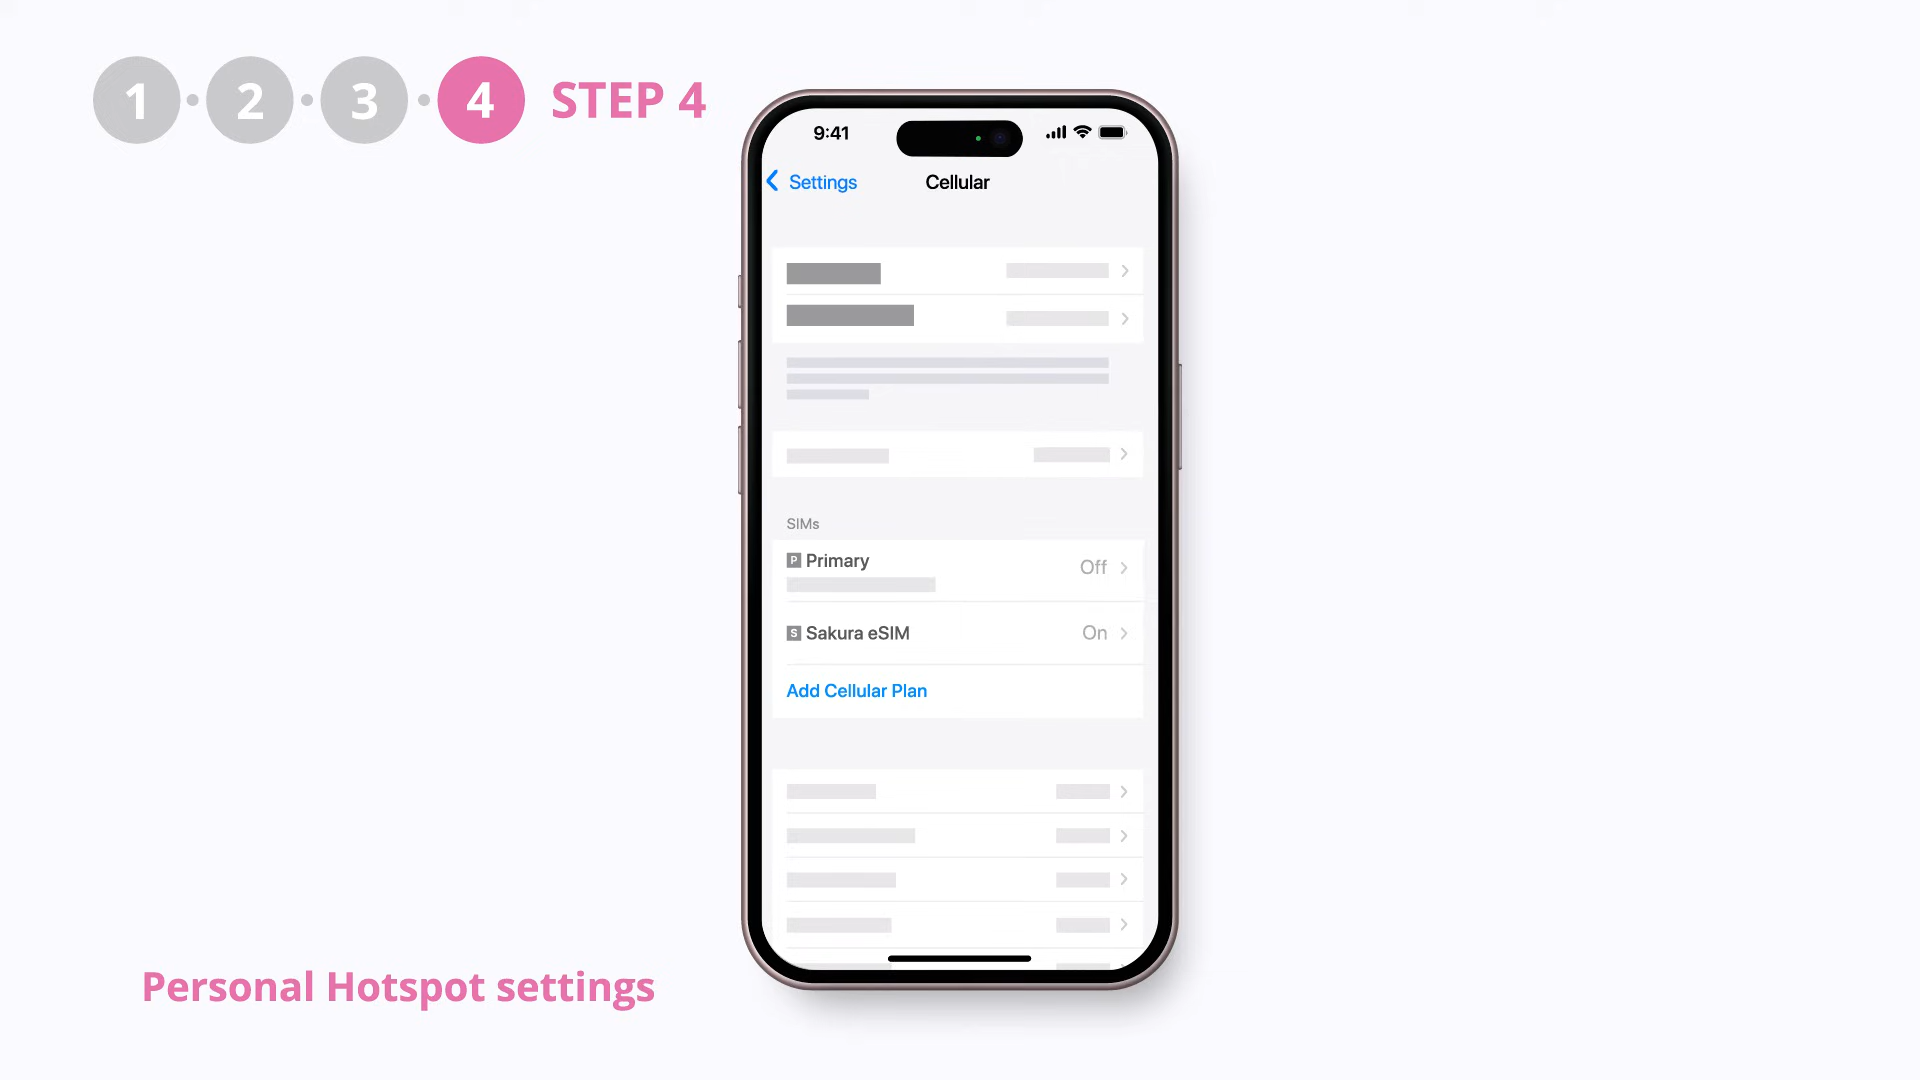 1 2 3 4 STEP 4
9:41
Settings Cellular
SIMs
P Primary Off
S Sakura eSIM On
Add Cellular Plan
Personal Hotspot settings